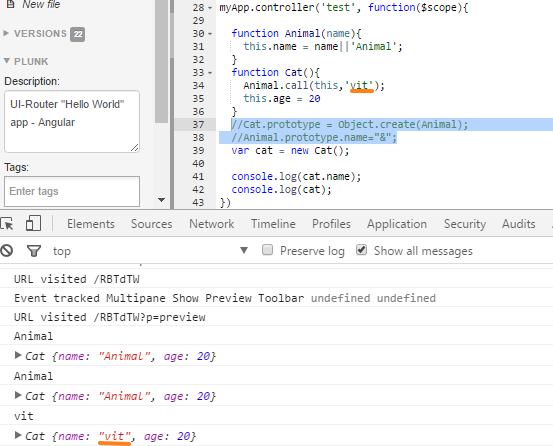 New file
VERSIONS 22
PLUNK
Description:
UI-Router "Hello World"
app - Angular
Tags:
Enter tags
28 myApp.controller('test', function($scope){
29
30 function Animal(name){
31 this.name = name||'Animal';
32 }
33 function Cat(){
34 Animal.call(this,'vit');
35 this.age = 20
36 }
37 //Cat.prototype = Object.create(Animal);
38 //Animal.prototype.name="&";
39 var cat = new Cat();
40
41 console.log(cat.name);
42 console.log(cat);
43 })
Elements Sources Network Timeline Profiles Application Security Audits
top Preserve log Show all messages
URL visited /RBTdTW
Event tracked Multipane Show Preview Toolbar undefined undefined
URL visited /RBTdTW?p=preview
Animal
Cat {name: "Animal", age: 20}
Animal
Cat {name: "Animal", age: 20}
vit
Cat {name: "vit", age: 20}